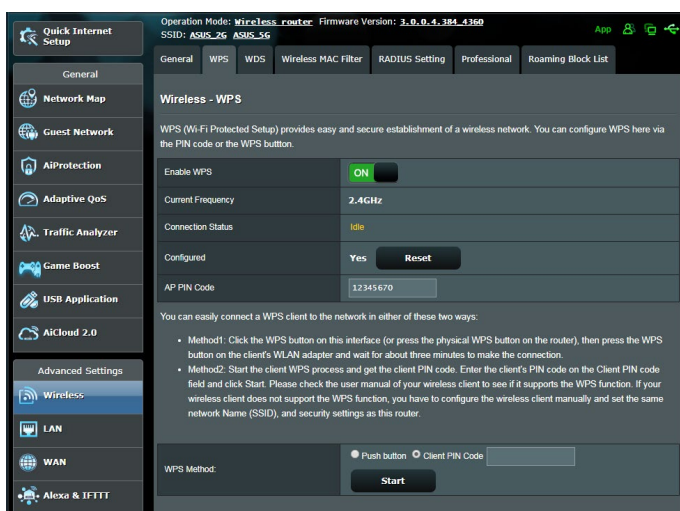 Quick Internet
Setup
General
Network Map
Guest Network
AiProtection
Adaptive QoS
Traffic Analyzer
Game Boost
USB Application
AiCloud 2.0
Advanced Settings
Wireless
LAN
WAN
Alexa & IFTTT
Operation Mode: Wireless router Firmware Version: 3.0.0.4.384_4360
SSID: ASUS_2G ASUS_5G
App
General WPS WDS Wireless MAC Filter RADIUS Setting Professional Roaming Block List
Wireless - WPS
WPS (Wi-Fi Protected Setup) provides easy and secure establishment of a wireless network. You can configure WPS here via
the PIN code or the WPS buttton.
Enable WPS ON
Current Frequency 2.4GHz
Connection Status Idle
Configured Yes Reset
AP PIN Code 12345670
You can easily connect a WPS client to the network in either of these two ways:
• Method1: Click the WPS button on this interface (or press the physical WPS button on the router), then press the WPS
button on the client's WLAN adapter and wait for about three minutes to make the connection.
• Method2: Start the client WPS process and get the client PIN code. Enter the client's PIN code on the Client PIN code
field and click Start. Please check the user manual of your wireless client to see if it supports the WPS function. If your
wireless client does not support the WPS function, you have to configure the wireless client manually and set the same
network Name (SSID), and security settings as this router.
WPS Method: Push button Client PIN Code
Start